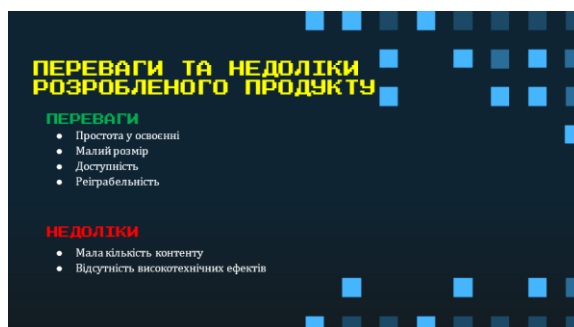 ПЕРЕВАГИ ТА НЕДОЛІКИ
РОЗРОБЛЕНОГО ПРОДУКТУ
ПЕРЕВАГИ
● Простота у освоєнні
● Малий розмір
● Доступність
● Реіграбельність
НЕДОЛІКИ
● Мала кількість контенту
● Відсутність високотехнічних ефектів